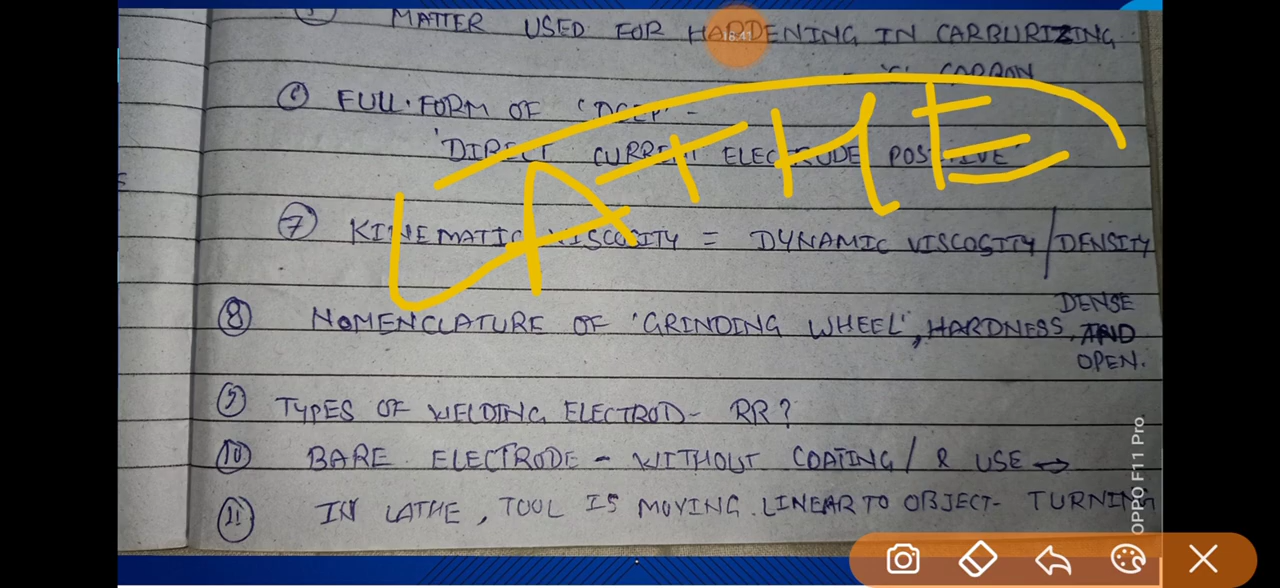 5 MATTER USED FOR HARDENING IN CARBURIZING
6 FULL FORM OF 'DCEP' -
'DIRECT CURRENT ELECTRODE POSITIVE'
LATHE
7 KINEMATIC VISCOSITY = DYNAMIC VISCOSITY / DENSITY
8 NOMENCLATURE OF 'GRINDING WHEEL', HARDNESS, DENSE AND OPEN.
9 TYPES OF WELDING ELECTROD- RR?
10 BARE ELECTRODE - WITHOUT COATING / R USE →
11 IN LATHE, TOOL IS MOVING LINEAR TO OBJECT- TURNING
OPPO F11 Pro